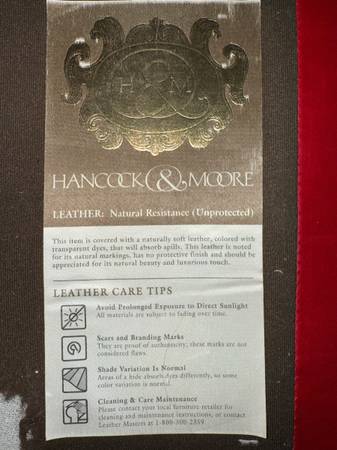 H & M
HANCOCK & MOORE
LEATHER: Natural Resistance (Unprotected)
This item is covered with a naturally soft leather, colored with
transparent dyes, that will absorb spills. This leather is noted
for its natural markings, has no protective finish and should be
appreciated for its natural beauty and luxurious touch.
LEATHER CARE TIPS
Avoid Prolonged Exposure to Direct Sunlight
All materials are subject to fading over time.
Scars and Branding Marks
They are proof of authenticity; these marks are not
considered flaws.
Shade Variation Is Normal
Areas of a hide absorb dyes differently, so some
color variation is normal.
Cleaning & Care Maintenance
Please contact your local furniture retailer for
cleaning and maintenance instructions, or contact
Leather Masters at 1-800-300-2359.